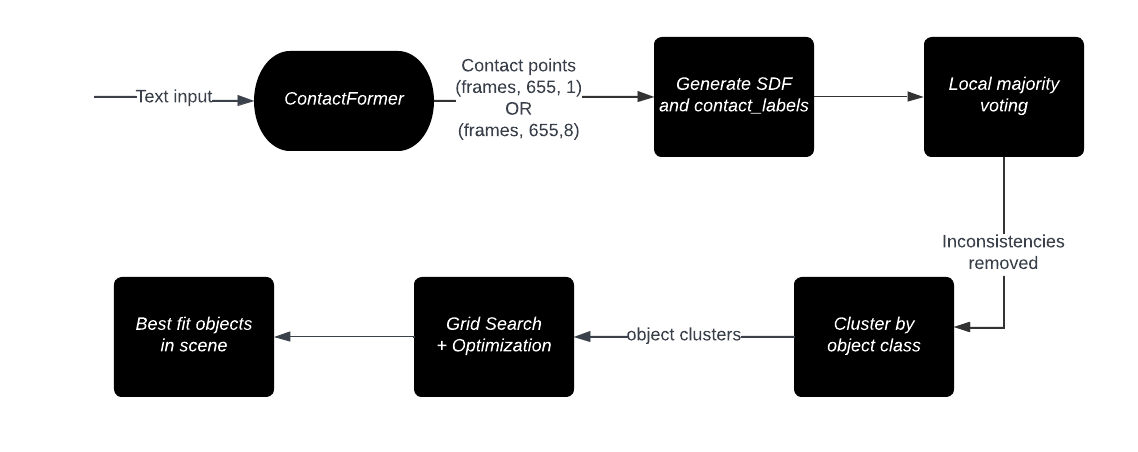 Text input
ContactFormer
Contact points
(frames, 655, 1)
OR
(frames, 655,8)
Generate SDF
and contact_labels
Local majority
voting
Inconsistencies
removed
Cluster by
object class
object clusters
Grid Search
+ Optimization
Best fit objects
in scene